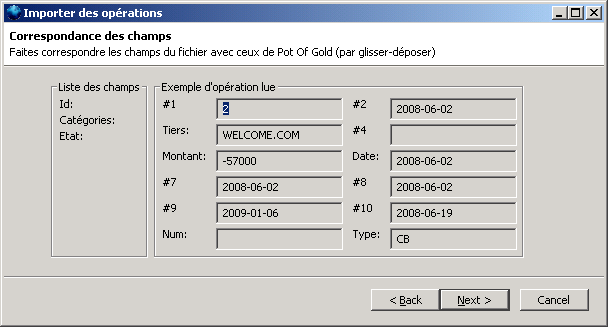 Importer des opérations
Correspondance des champs
Faites correspondre les champs du fichier avec ceux de Pot Of Gold (par glisser-déposer)
Liste des champs
Id:
Catégories:
Etat:
Exemple d'opération lue
#1 2 #2 2008-06-02
Tiers: WELCOME.COM #4
Montant: -57000 Date: 2008-06-02
#7 2008-06-02 #8 2008-06-02
#9 2009-01-06 #10 2008-06-19
Num: Type: CB
< Back Next > Cancel